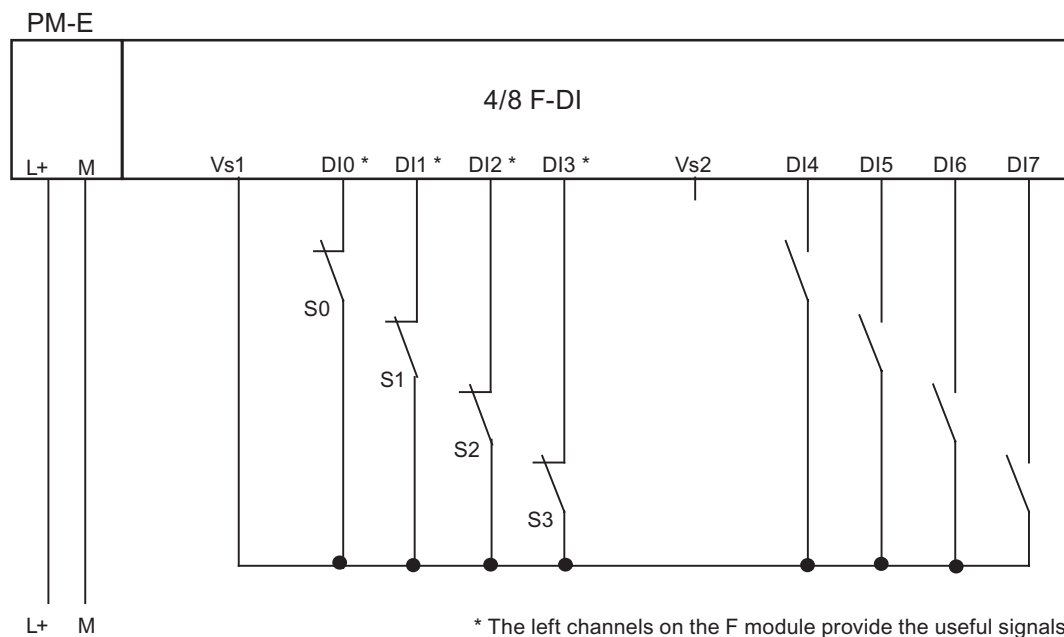 PM-E
4/8 F-DI
L+ M Vs1 DI0 * DI1 * DI2 * DI3 * Vs2 DI4 DI5 DI6 DI7
S0
S1
S2
S3
L+ M * The left channels on the F module provide the useful signals